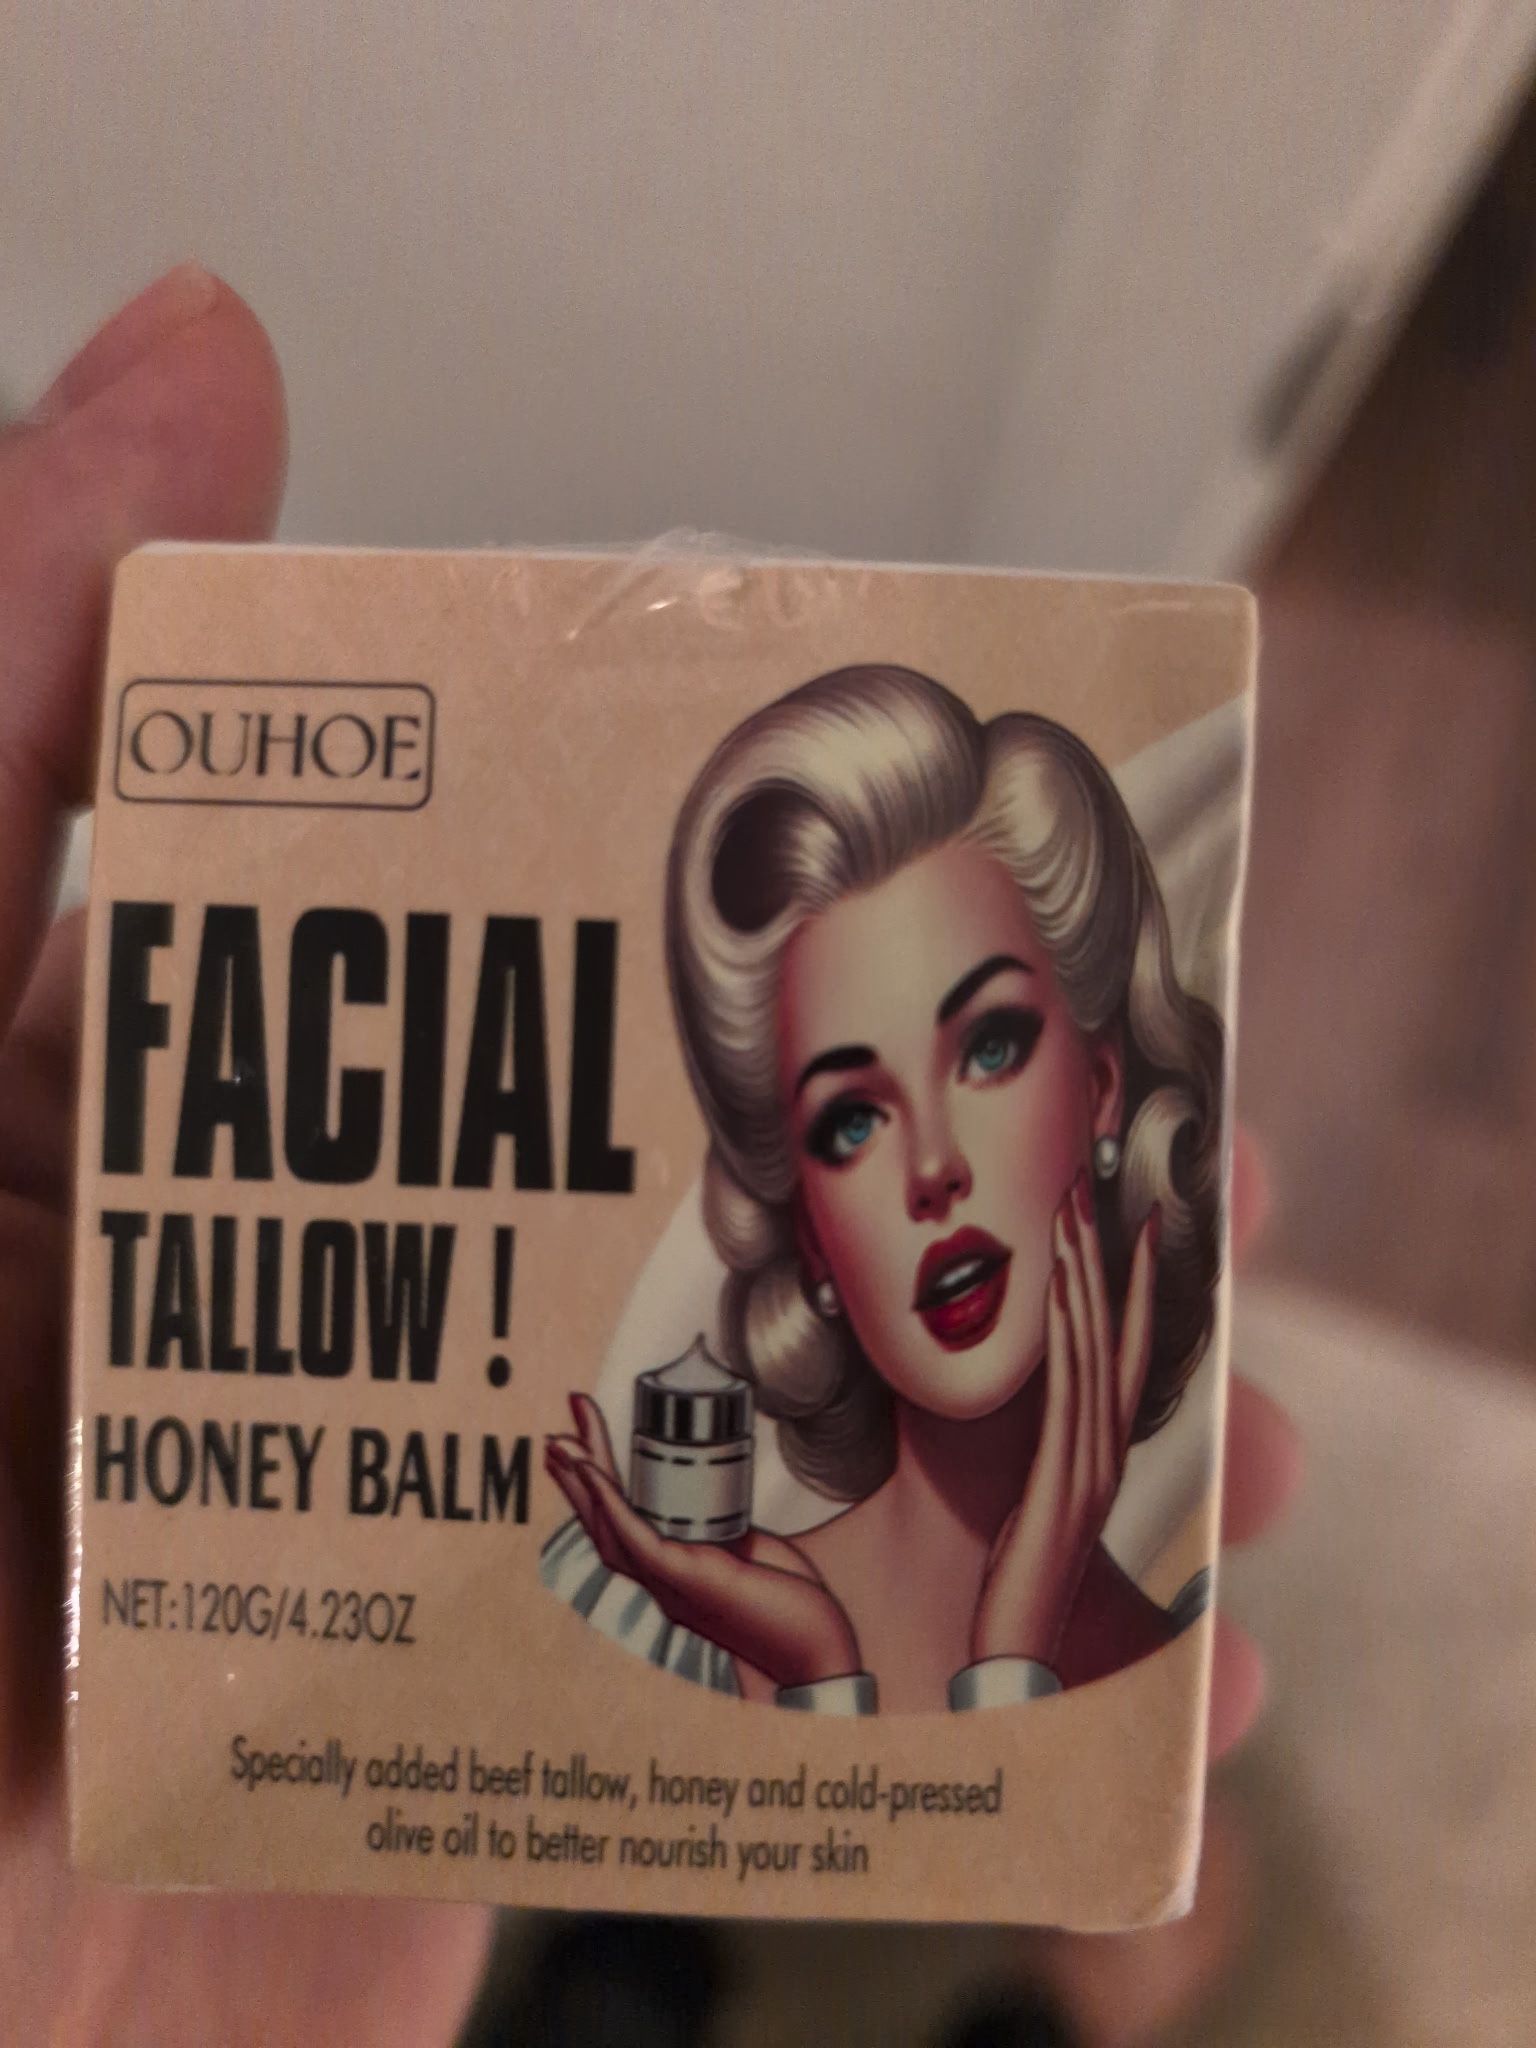 OUHOE
FACIAL
TALLOW !
HONEY BALM
NET:120G/4.23OZ
Specially added beef tallow, honey and cold-pressed
olive oil to better nourish your skin